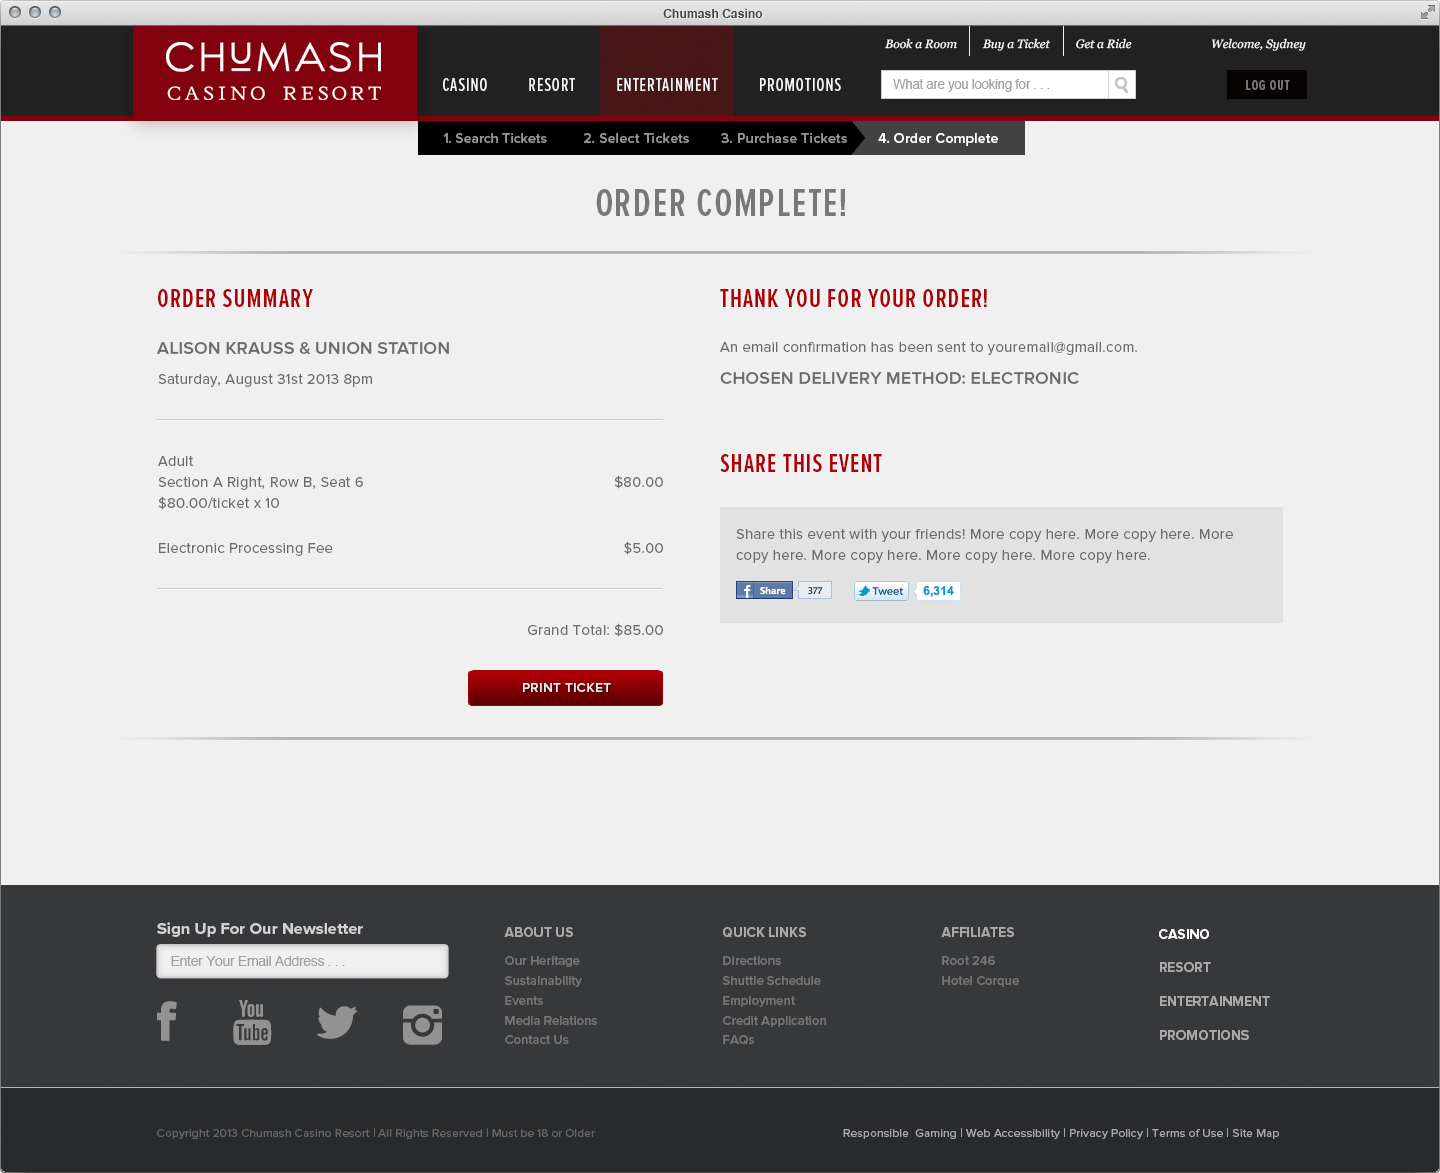 Chumash Casino
CHUMASH
CASINO RESORT
CASINO
RESORT
ENTERTAINMENT
PROMOTIONS
Book a Room
Buy a Ticket
Get a Ride
Welcome, Sydney
What are you looking for . . .
LOG OUT
1. Search Tickets
2. Select Tickets
3. Purchase Tickets
4. Order Complete
ORDER COMPLETE!
ORDER SUMMARY
ALISON KRAUSS & UNION STATION
Saturday, August 31st 2013 8pm
Adult
Section A Right, Row B, Seat 6 $80.00
$80.00/ticket x 10
Electronic Processing Fee $5.00
Grand Total: $85.00
PRINT TICKET
THANK YOU FOR YOUR ORDER!
An email confirmation has been sent to youremail@gmail.com.
CHOSEN DELIVERY METHOD: ELECTRONIC
SHARE THIS EVENT
Share this event with your friends! More copy here. More copy here. More
copy here. More copy here. More copy here. More copy here.
f Share 377
Tweet 6,314
Sign Up For Our Newsletter
Enter Your Email Address . . .
f
You
Tube
ABOUT US
Our Heritage
Sustainability
Events
Media Relations
Contact Us
QUICK LINKS
Directions
Shuttle Schedule
Employment
Credit Application
FAQs
AFFILIATES
Root 246
Hotel Corque
CASINO
RESORT
ENTERTAINMENT
PROMOTIONS
Copyright 2013 Chumash Casino Resort | All Rights Reserved | Must be 18 or Older
Responsible Gaming | Web Accessibility | Privacy Policy | Terms of Use | Site Map